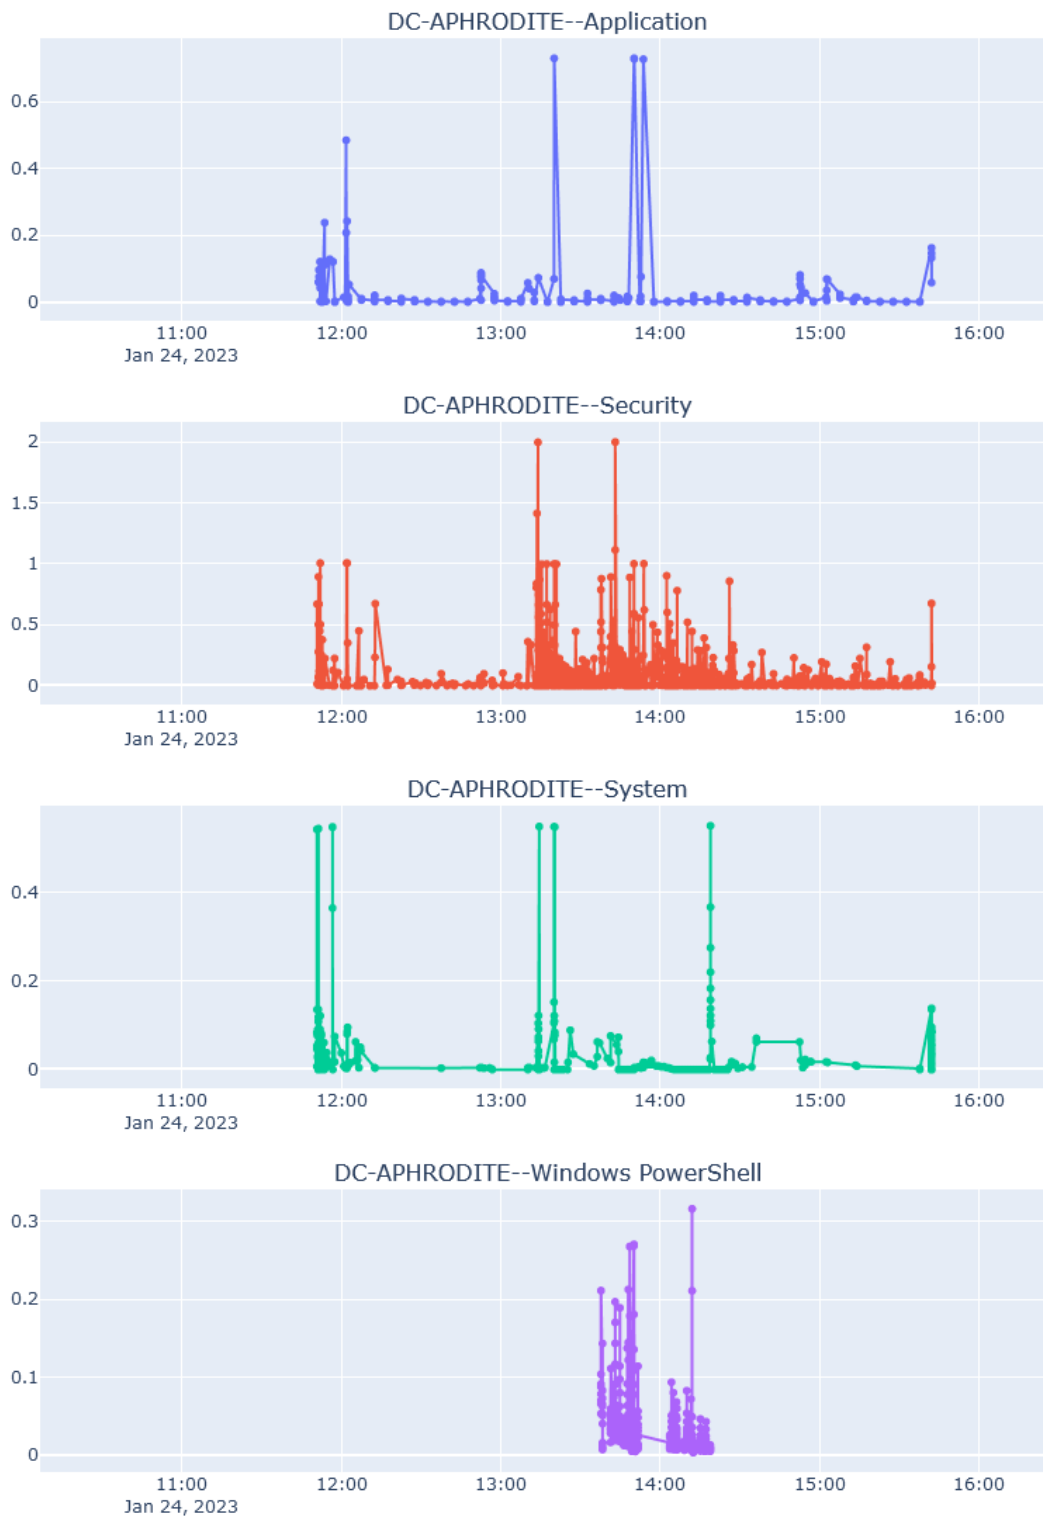 DC-APHRODITE--Application
0.6
0.4
0.2
0
11:00 12:00 13:00 14:00 15:00 16:00
Jan 24, 2023
DC-APHRODITE--Security
2
1.5
1
0.5
0
11:00 12:00 13:00 14:00 15:00 16:00
Jan 24, 2023
DC-APHRODITE--System
0.4
0.2
0
11:00 12:00 13:00 14:00 15:00 16:00
Jan 24, 2023
DC-APHRODITE--Windows PowerShell
0.3
0.2
0.1
0
11:00 12:00 13:00 14:00 15:00 16:00
Jan 24, 2023